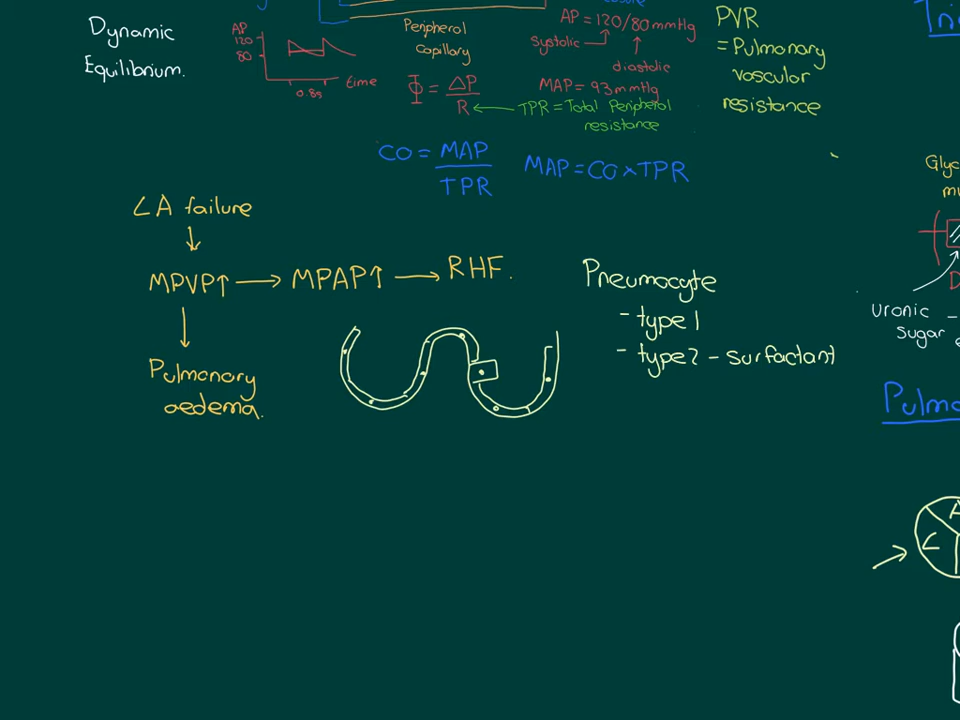 Dynamic
Equilibrium.
AP
120
80
time
0.8s
Peripheral
Capillary
Φ = ΔP
R
TPR = Total Peripheral
resistance
AP = 120/80 mmHg
Systolic
diastolic
MAP = 93 mmHg
PVR
= Pulmonary
vascular
resistance
CO = MAP
TPR
MAP = CO × TPR
LA failure
↓
MPVP↑ → MPAP↑ → RHF.
↓
Pulmonary
oedema.
Pneumocyte
- type 1
- type 2 - surfactant
Uronic
Sugar
A
C